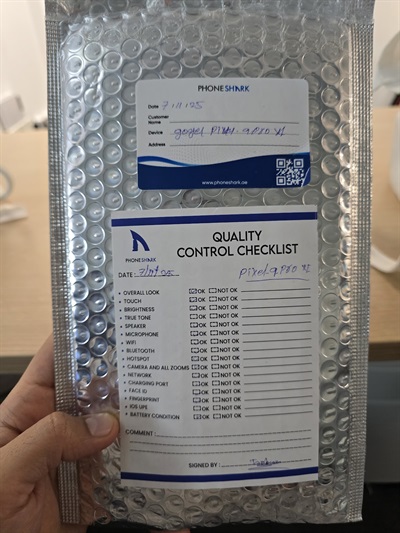 PHONESHARK
Date 7/11/25
Customer
Name
Device googel pixel 9 pro xl
Address
www.phoneshark.ae
PHONESHARK
QUALITY
CONTROL CHECKLIST
DATE: 7/11/25
pixel 9 pro xl
OVERALL LOOK OK NOT OK
TOUCH OK NOT OK
BRIGHTNESS OK NOT OK
TRUE TONE OK NOT OK
SPEAKER OK NOT OK
MICROPHONE OK NOT OK
WIFI OK NOT OK
BLUETOOTH OK NOT OK
HOTSPOT OK NOT OK
CAMERA AND ALL ZOOMS OK NOT OK
NETWORK OK NOT OK
CHARGING PORT OK NOT OK
FACE ID OK NOT OK
FINGERPRINT OK NOT OK
IOS UPS OK NOT OK
BATTERY CONDITION OK NOT OK
COMMENT :
SIGNED BY :